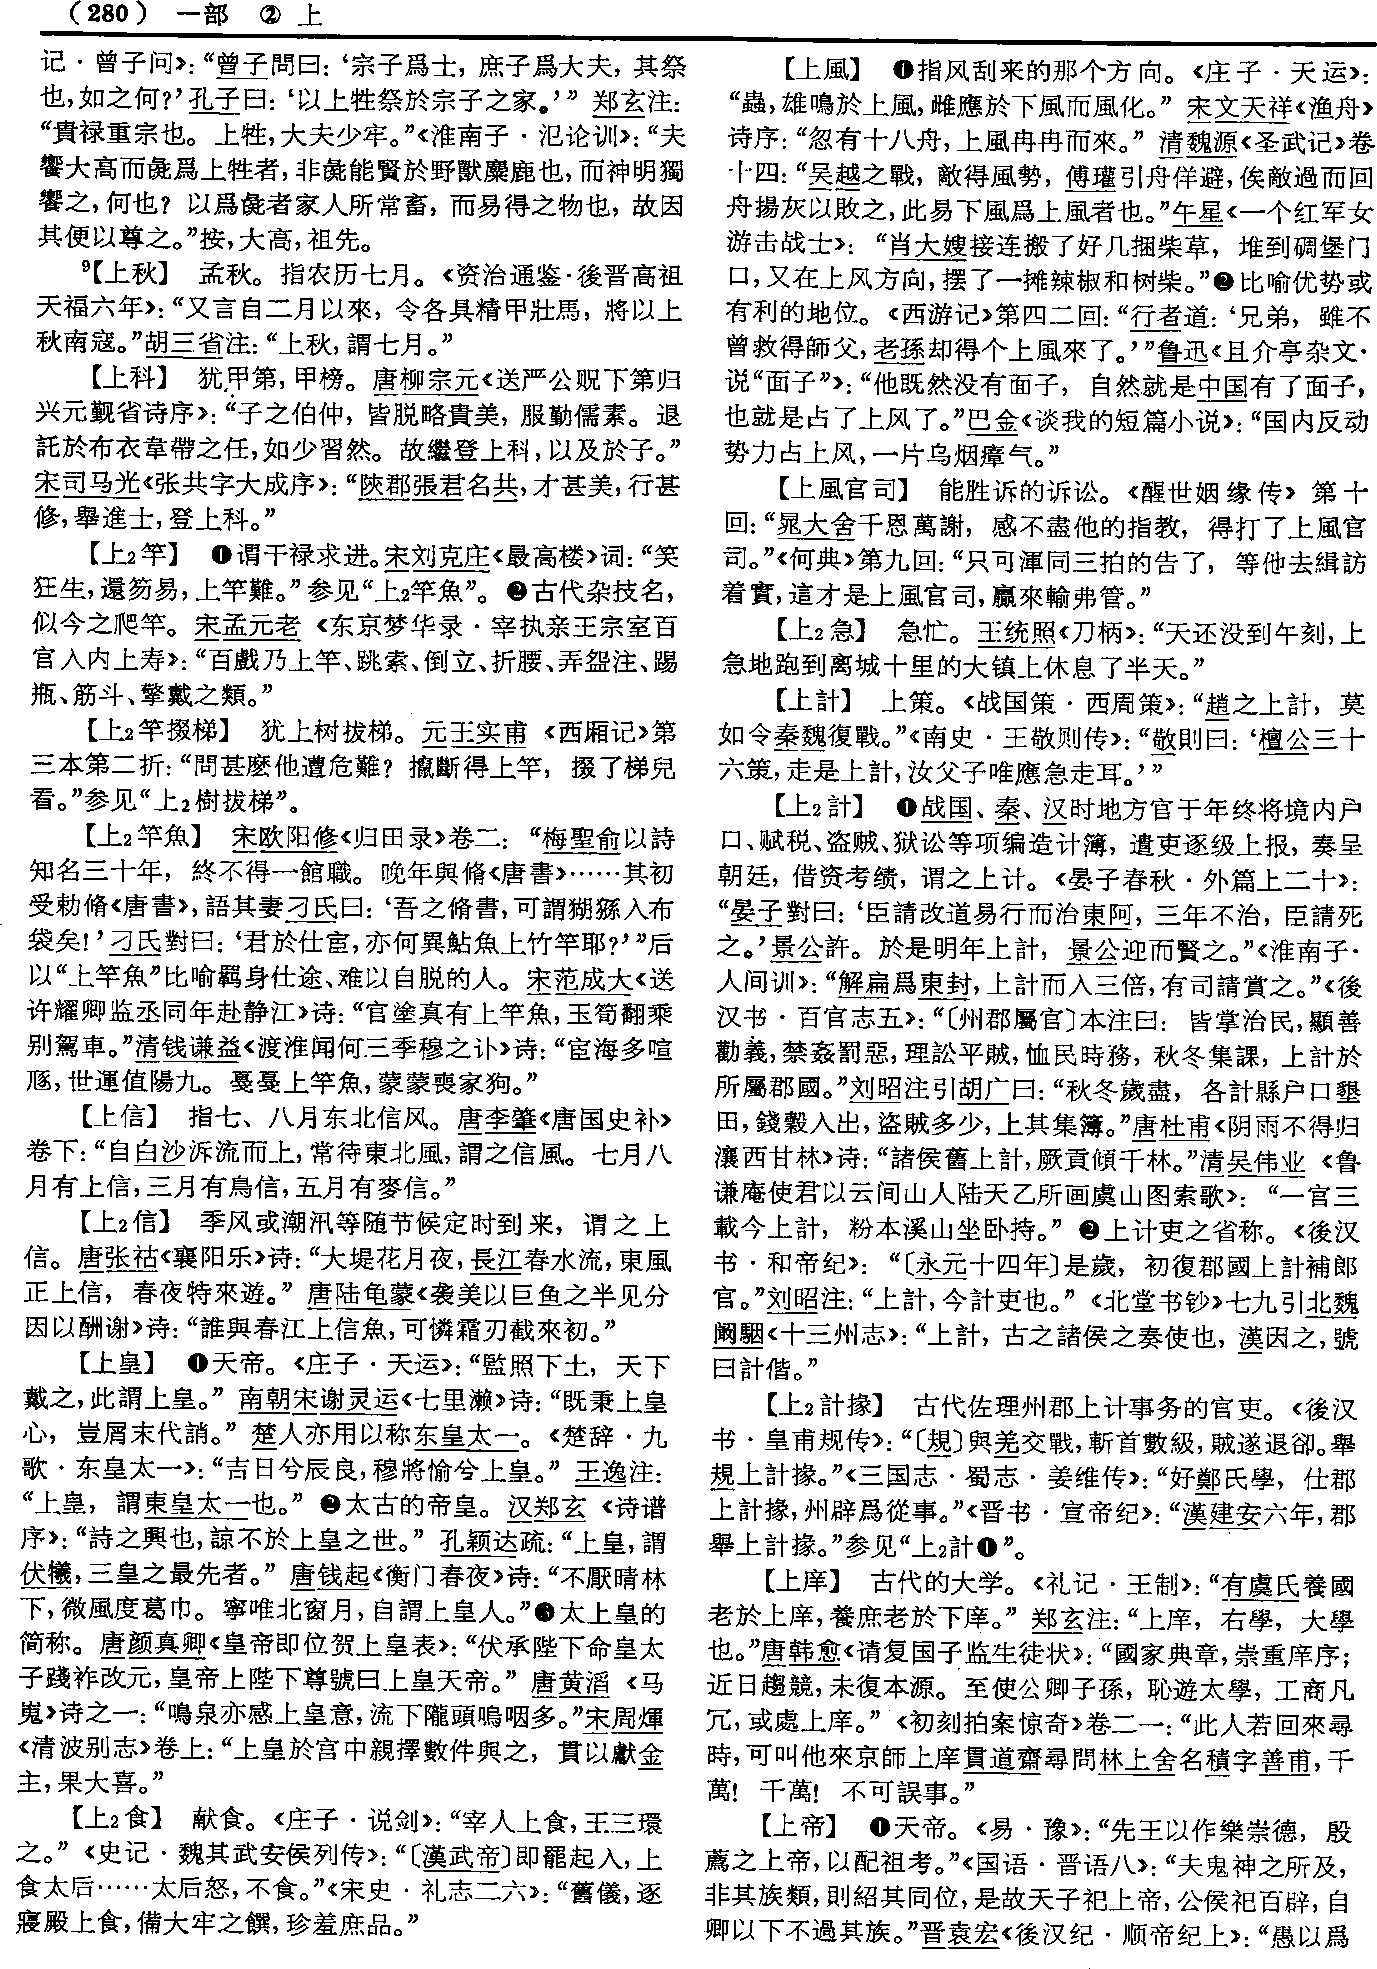 （280） 一部 ② 上
记·曾子问》：“曾子問曰：‘宗子爲士，庶子爲大夫，其祭
也，如之何？’孔子曰：‘以上牲祭於宗子之家。’” 郑玄注：
“貴禄重宗也。上牲，大夫少牢。”《淮南子·氾论训》：“夫
饗大高而彘爲上牲者，非彘能賢於野獸麋鹿也，而神明獨
饗之，何也？以爲彘者家人所常畜，而易得之物也，故因
其便以尊之。”按，大高，祖先。
⁹【上秋】 孟秋。指农历七月。《资治通鉴·後晋高祖
天福六年》：“又言自二月以來，令各具精甲壯馬，將以上
秋南寇。”胡三省注：“上秋，謂七月。”
【上科】 犹甲第，甲榜。唐柳宗元《送严公贶下第归
兴元觐省诗序》：“子之伯仲，皆脱略貴美，服勤儒素。退
託於布衣韋帶之任，如少習然。故繼登上科，以及於子。”
宋司马光《张共字大成序》：“陝郡張君名共，才甚美，行甚
修，舉進士，登上科。”
【上₂竿】 ❶谓干禄求进。宋刘克庄《最高楼》词：“笑
狂生，還笏易，上竿難。”参见“上₂竿魚”。❷古代杂技名，
似今之爬竿。宋孟元老《东京梦华录·宰执亲王宗室百
官入内上寿》：“百戲乃上竿、跳索、倒立、折腰、弄盌注、踢
瓶、筋斗、擎戴之類。”
【上₂竿掇梯】 犹上树拔梯。元王实甫《西厢记》第
三本第二折：“問甚麽他遭危難？攛斷得上竿，掇了梯兒
看。”参见“上₂樹拔梯”。
【上₂竿魚】 宋欧阳修《归田录》卷二：“梅聖俞以詩
知名三十年，終不得一館職。晚年與脩《唐書》……其初
受勅脩《唐書》，語其妻刁氏曰：‘吾之脩書，可謂猢猻入布
袋矣！’刁氏對曰：‘君於仕宦，亦何異鮎魚上竹竿耶？’”后
以“上竿魚”比喻羁身仕途、难以自脱的人。宋范成大《送
许耀卿监丞同年赴静江》诗：“官塗真有上竿魚，玉筍翻乘
别駕車。”清钱谦益《渡淮闻何三季穆之讣》诗：“宦海多喧
豗，世運值陽九。戞戞上竿魚，蒙蒙喪家狗。”
【上信】 指七、八月东北信风。唐李肇《唐国史补》
卷下：“自白沙泝流而上，常待東北風，謂之信風。七月八
月有上信，三月有鳥信，五月有麥信。”
【上₂信】 季风或潮汛等随节候定时到来，谓之上
信。唐张祜《襄阳乐》诗：“大堤花月夜，長江春水流，東風
正上信，春夜特來遊。” 唐陆龟蒙《袭美以巨鱼之半见分
因以酬谢》诗：“誰與春江上信魚，可憐霜刃截來初。”
【上皇】 ❶天帝。《庄子·天运》：“監照下土，天下
戴之，此謂上皇。” 南朝宋谢灵运《七里濑》诗：“既秉上皇
心，豈屑末代誚。” 楚人亦用以称东皇太一。《楚辞·九
歌·东皇太一》：“吉日兮辰良，穆將愉兮上皇。” 王逸注：
“上皇，謂東皇太一也。” ❷太古的帝皇。汉郑玄《诗谱
序》：“詩之興也，諒不於上皇之世。” 孔颖达疏：“上皇，謂
伏犧，三皇之最先者。” 唐钱起《衡门春夜》诗：“不厭晴林
下，微風度葛巾。寧唯北窗月，自謂上皇人。”❸太上皇的
简称。唐颜真卿《皇帝即位贺上皇表》：“伏承陛下命皇太
子踐祚改元，皇帝上陛下尊號曰上皇天帝。” 唐黄滔《马
嵬》诗之一：“鳴泉亦感上皇意，流下隴頭嗚咽多。”宋周煇
《清波别志》卷上：“上皇於宫中親擇數件與之，貫以獻金
主，果大喜。”
【上₂食】 献食。《庄子·说剑》：“宰人上食，王三環
之。”《史记·魏其武安侯列传》：“〔漢武帝〕即罷起入，上
食太后……太后怒，不食。”《宋史·礼志二六》：“舊儀，逐
寢殿上食，備大牢之饌，珍羞庶品。”
【上風】 ❶指风刮来的那个方向。《庄子·天运》：
“蟲，雄鳴於上風，雌應於下風而風化。” 宋文天祥《渔舟》
诗序：“忽有十八舟，上風冉冉而來。” 清魏源《圣武记》卷
十四：“吴越之戰，敵得風勢，傅瓘引舟佯避，俟敵過而回
舟揚灰以敗之，此易下風爲上風者也。”午星《一个红军女
游击战士》：“肖大嫂接连搬了好几捆柴草，堆到碉堡门
口，又在上风方向，摆了一摊辣椒和树柴。”❷比喻优势或
有利的地位。《西游记》第四二回：“行者道：‘兄弟，雖不
曾救得師父，老孫却得个上風來了。’”鲁迅《且介亭杂文·
说“面子”》：“他既然没有面子，自然就是中国有了面子，
也就是占了上风了。”巴金《谈我的短篇小说》：“国内反动
势力占上风，一片乌烟瘴气。”
【上風官司】 能胜诉的诉讼。《醒世姻缘传》第十
回：“晁大舍千恩萬謝，感不盡他的指教，得打了上風官
司。”《何典》第九回：“只可渾同三拍的告了，等他去緝訪
着實，這才是上風官司，贏來輸弗管。”
【上₂急】 急忙。王统照《刀柄》：“天还没到午刻，上
急地跑到离城十里的大镇上休息了半天。”
【上計】 上策。《战国策·西周策》：“趙之上計，莫
如令秦魏復戰。”《南史·王敬则传》：“敬則曰：‘檀公三十
六策，走是上計，汝父子唯應急走耳。’”
【上₂計】 ❶战国、秦、汉时地方官于年终将境内户
口、赋税、盗贼、狱讼等项编造计簿，遣吏逐级上报，奏呈
朝廷，借资考绩，谓之上计。《晏子春秋·外篇上二十》：
“晏子對曰：‘臣請改道易行而治東阿，三年不治，臣請死
之。’景公許。於是明年上計，景公迎而賢之。”《淮南子·
人间训》：“解扁爲東封，上計而入三倍，有司請賞之。”《後
汉书·百官志五》：“〔州郡屬官〕本注曰：皆掌治民，顯善
勸義，禁姦罰惡，理訟平賊，恤民時務，秋冬集課，上計於
所屬郡國。”刘昭注引胡广曰：“秋冬歲盡，各計縣户口墾
田，錢穀入出，盜賊多少，上其集簿。”唐杜甫《阴雨不得归
瀼西甘林》诗：“諸侯舊上計，厥貢傾千林。”清吴伟业《鲁
谦庵使君以云间山人陆天乙所画虞山图索歌》：“一官三
載今上計，粉本溪山坐卧持。” ❷上计吏之省称。《後汉
书·和帝纪》：“〔永元十四年〕是歲，初復郡國上計補郎
官。”刘昭注：“上計，今計吏也。”《北堂书钞》七九引北魏
阚駰《十三州志》：“上計，古之諸侯之奏使也，漢因之，號
曰計偕。”
【上₂計掾】 古代佐理州郡上计事务的官吏。《後汉
书·皇甫规传》：“〔規〕與羌交戰，斬首數級，賊遂退卻。舉
規上計掾。”《三国志·蜀志·姜维传》：“好鄭氏學，仕郡
上計掾，州辟爲從事。”《晋书·宣帝纪》：“漢建安六年，郡
舉上計掾。”参见“上₂計❶”。
【上庠】 古代的大学。《礼记·王制》：“有虞氏養國
老於上庠，養庶老於下庠。” 郑玄注：“上庠，右學，大學
也。”唐韩愈《请复国子监生徒状》：“國家典章，崇重庠序；
近日趨競，未復本源。至使公卿子孫，恥遊太學，工商凡
冗，或處上庠。”《初刻拍案惊奇》卷二一：“此人若回來尋
時，可叫他來京師上庠貫道齋尋問林上舍名積字善甫，千
萬！千萬！不可誤事。”
【上帝】 ❶天帝。《易·豫》：“先王以作樂崇德，殷
薦之上帝，以配祖考。”《国语·晋语八》：“夫鬼神之所及，
非其族類，則紹其同位，是故天子祀上帝，公侯祀百辟，自
卿以下不過其族。”晋袁宏《後汉纪·顺帝纪上》：“愚以爲